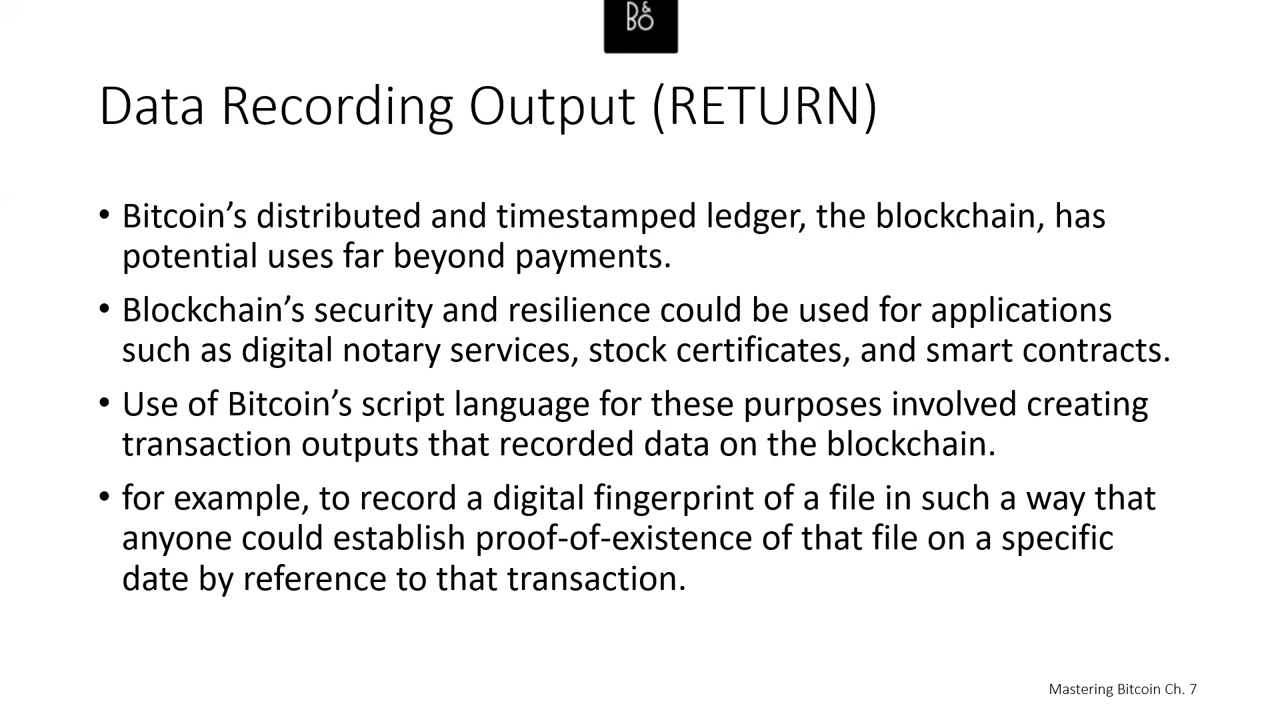 B&O
Data Recording Output (RETURN)
• Bitcoin’s distributed and timestamped ledger, the blockchain, has
potential uses far beyond payments.
• Blockchain’s security and resilience could be used for applications
such as digital notary services, stock certificates, and smart contracts.
• Use of Bitcoin’s script language for these purposes involved creating
transaction outputs that recorded data on the blockchain.
• for example, to record a digital fingerprint of a file in such a way that
anyone could establish proof-of-existence of that file on a specific
date by reference to that transaction.
Mastering Bitcoin Ch. 7